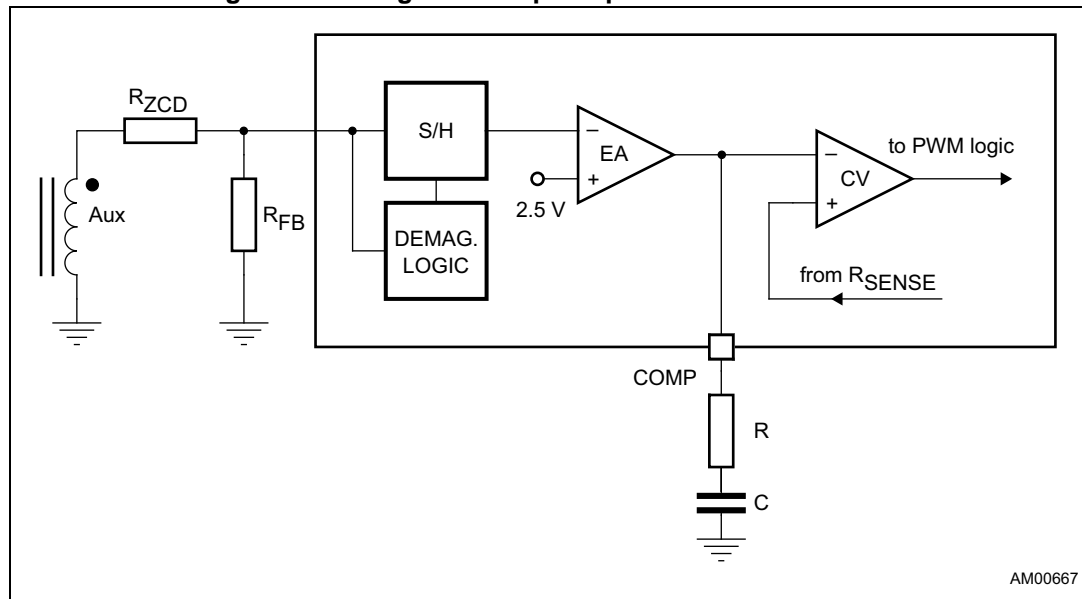 R_ZCD
S/H
−
EA
+
2.5 V
−
CV
+
to PWM logic
Aux
R_FB
DEMAG.
LOGIC
from R_SENSE
COMP
R
C
AM00667